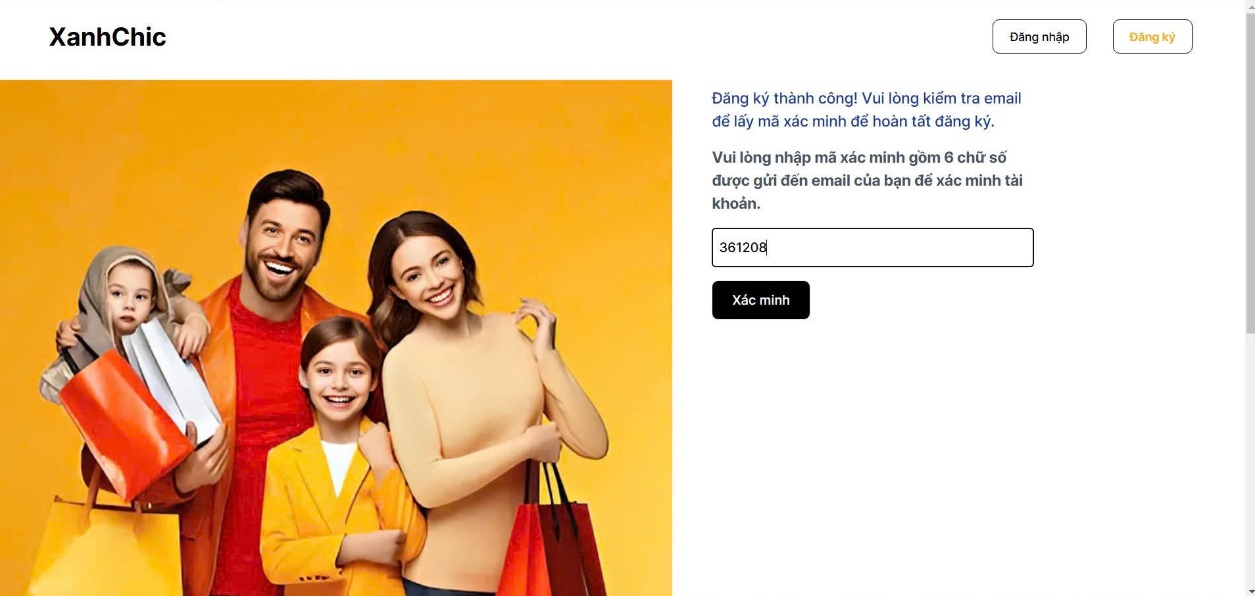 XanhChic
Đăng nhập
Đăng ký
Đăng ký thành công! Vui lòng kiểm tra email
để lấy mã xác minh để hoàn tất đăng ký.
Vui lòng nhập mã xác minh gồm 6 chữ số
được gửi đến email của bạn để xác minh tài
khoản.
361208
Xác minh